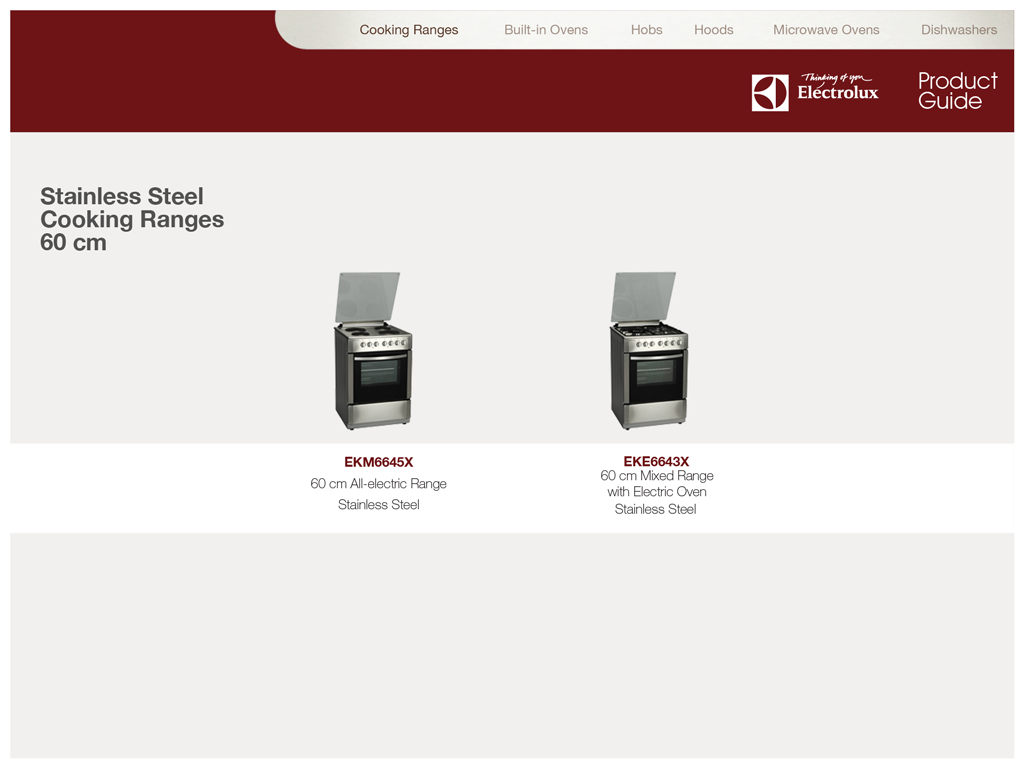 Cooking Ranges Built-in Ovens Hobs Hoods Microwave Ovens Dishwashers
Thinking of you
Electrolux
Product
Guide
Stainless Steel
Cooking Ranges
60 cm
EKM6645X
60 cm All-electric Range
Stainless Steel
EKE6643X
60 cm Mixed Range
with Electric Oven
Stainless Steel